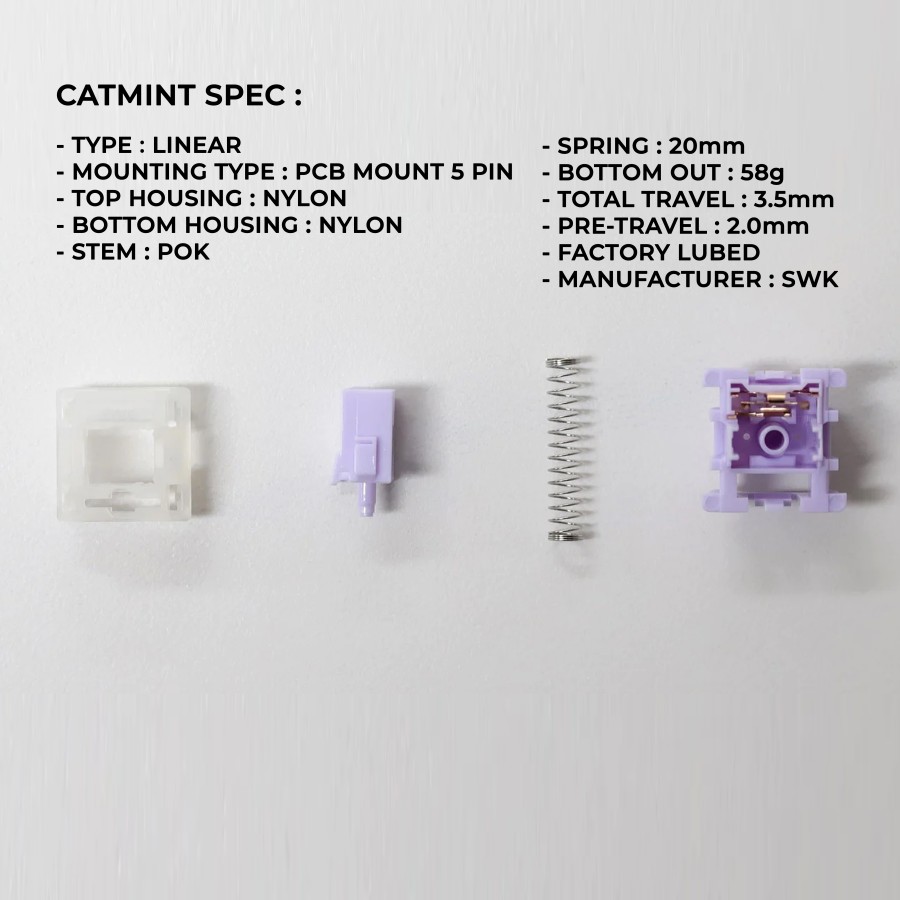 CATMINT SPEC :
- TYPE : LINEAR
- MOUNTING TYPE : PCB MOUNT 5 PIN
- TOP HOUSING : NYLON
- BOTTOM HOUSING : NYLON
- STEM : POK
- SPRING : 20mm
- BOTTOM OUT : 58g
- TOTAL TRAVEL : 3.5mm
- PRE-TRAVEL : 2.0mm
- FACTORY LUBED
- MANUFACTURER : SWK